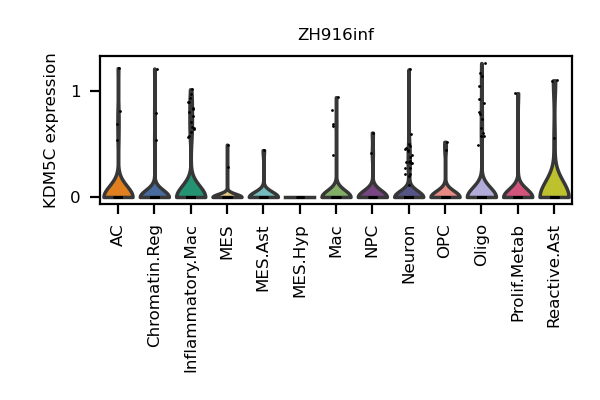 ZH916inf
KDM5C expression
1
0
AC
Chromatin.Reg
Inflammatory.Mac
MES
MES.Ast
MES.Hyp
Mac
NPC
Neuron
OPC
Oligo
Prolif.Metab
Reactive.Ast